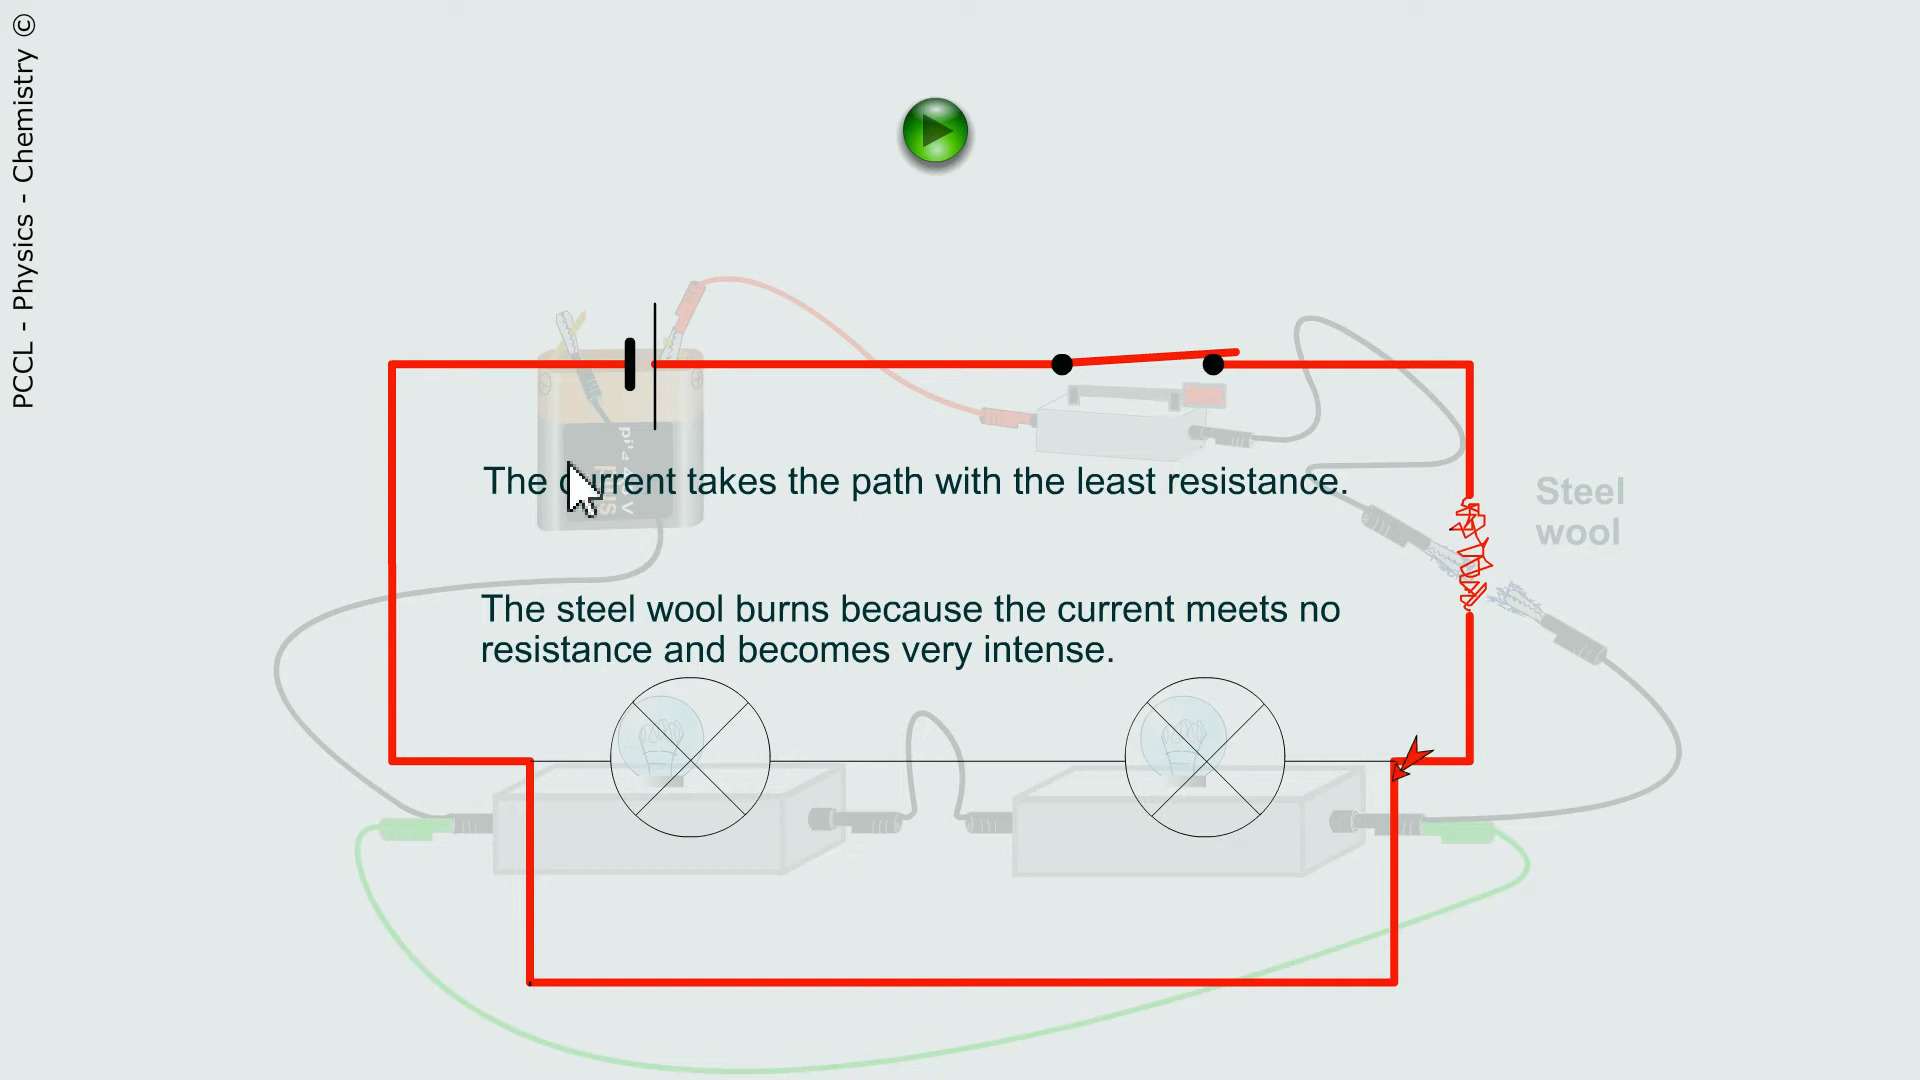 PCCL - Physics - Chemistry ©
The current takes the path with the least resistance.
Steel
wool
The steel wool burns because the current meets no
resistance and becomes very intense.